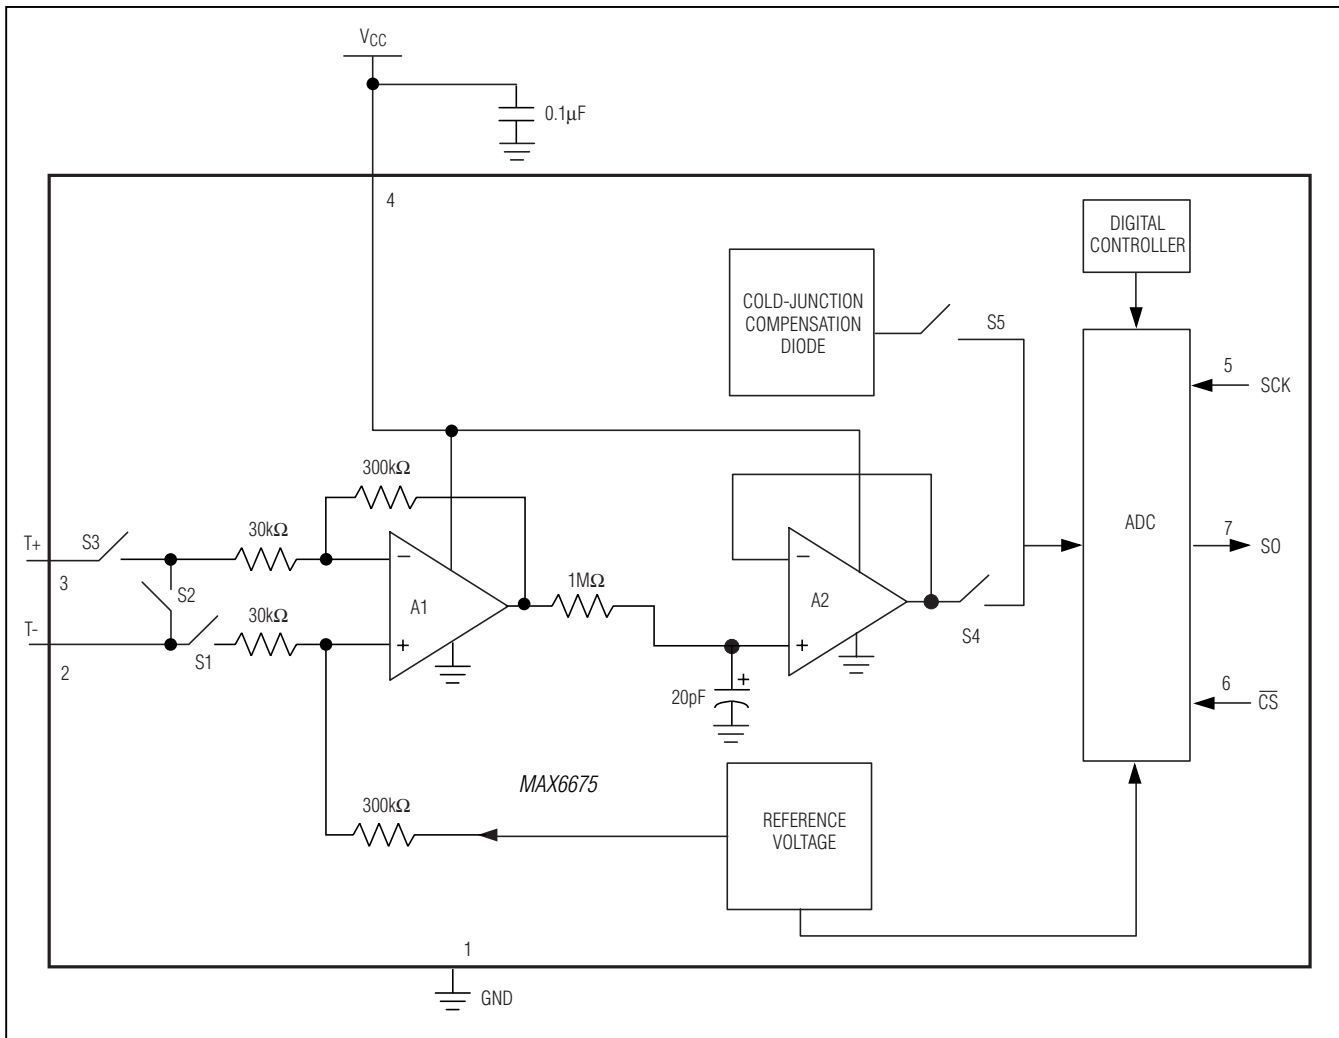 VCC
0.1μF
4
DIGITAL
CONTROLLER
COLD-JUNCTION
COMPENSATION
DIODE
S5
5
SCK
300kΩ
30kΩ
T+
S3
3
S2
A1
1MΩ
A2
ADC
7
SO
T-
2
S1
30kΩ
S4
20pF
6
CS
MAX6675
300kΩ
REFERENCE
VOLTAGE
1
GND